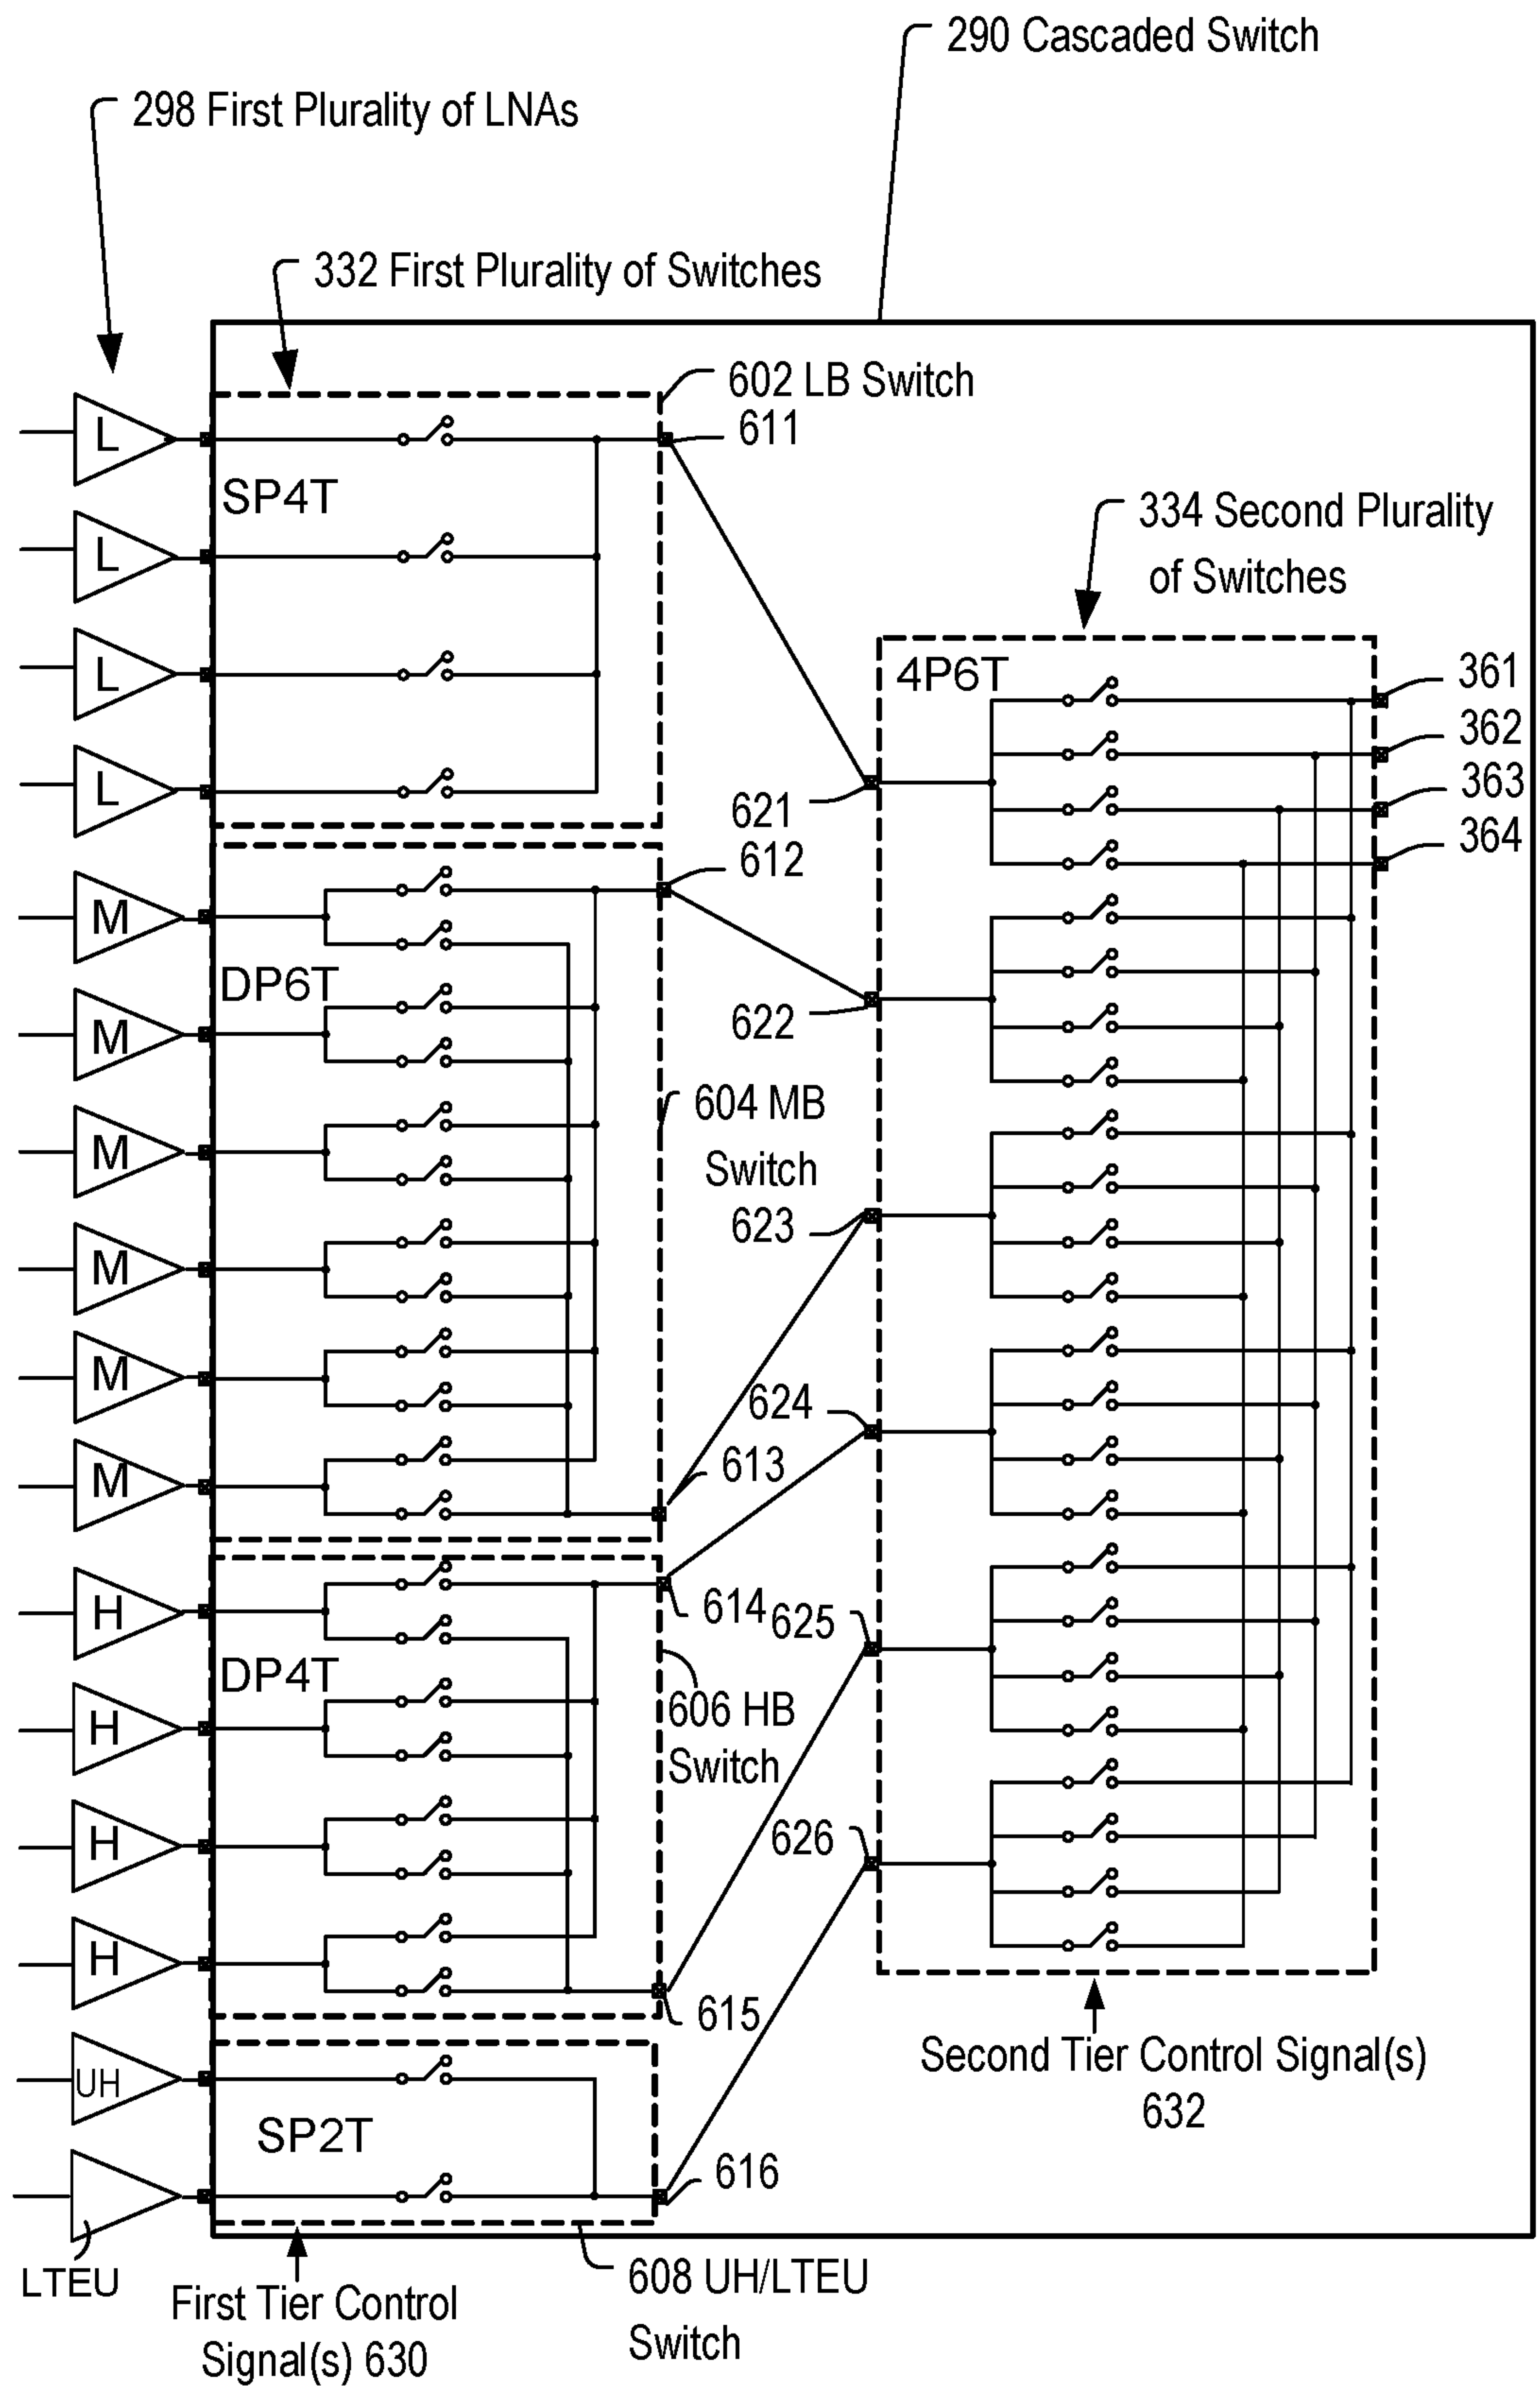 290 Cascaded Switch
298 First Plurality of LNAs
332 First Plurality of Switches
602 LB Switch
611
L
SP4T
L
L
L
334 Second Plurality
of Switches
4P6T
361
362
363
364
621
612
M
DP6T
M
M
M
M
M
622
604 MB
Switch
623
624
613
H
DP4T
H
H
H
614
625
606 HB
Switch
626
615
UH
SP2T
616
LTEU
608 UH/LTEU
Switch
First Tier Control
Signal(s) 630
Second Tier Control Signal(s)
632